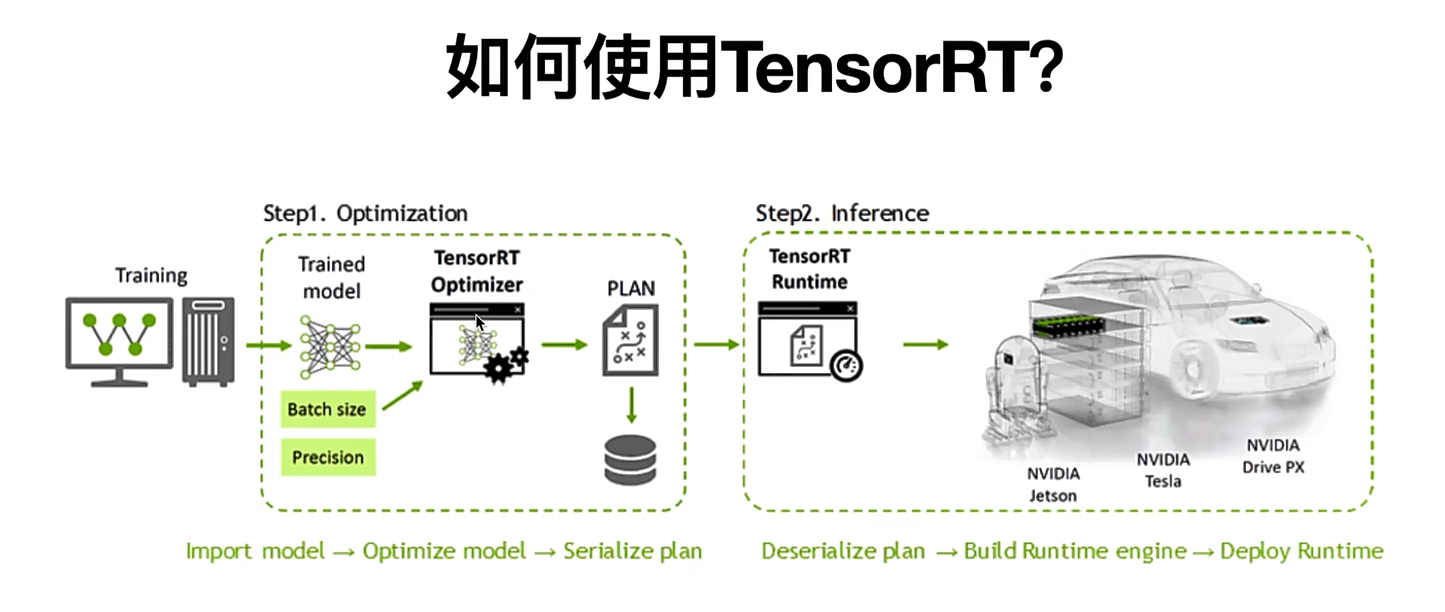 如何使用TensorRT?
Step1. Optimization
Step2. Inference
Training
Trained
model
TensorRT
Optimizer
PLAN
Batch size
Precision
TensorRT
Runtime
NVIDIA
Jetson
NVIDIA
Tesla
NVIDIA
Drive PX
Import model → Optimize model → Serialize plan
Deserialize plan → Build Runtime engine → Deploy Runtime